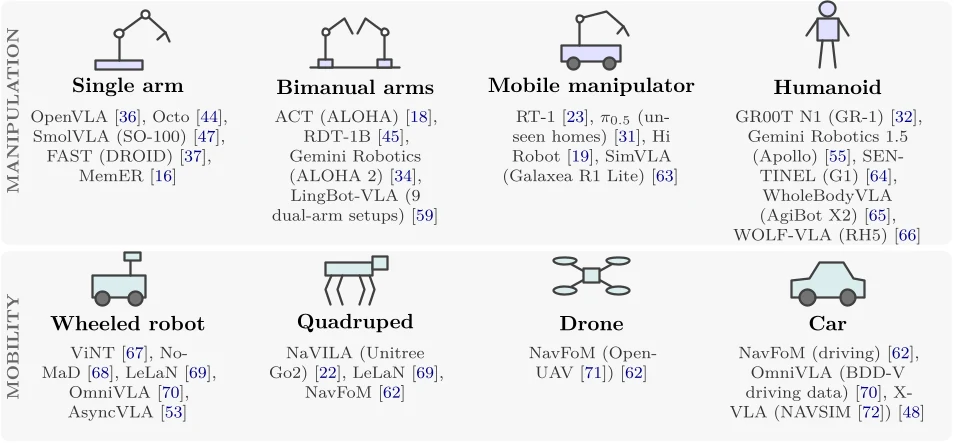 MANIPULATION
Single arm
OpenVLA [36], Octo [44],
SmolVLA (SO-100) [47],
FAST (DROID) [37],
MemER [16]
Bimanual arms
ACT (ALOHA) [18],
RDT-1B [45],
Gemini Robotics
(ALOHA 2) [34],
LingBot-VLA (9
dual-arm setups) [59]
Mobile manipulator
RT-1 [23], π0.5 (un-
seen homes) [31], Hi
Robot [19], SimVLA
(Galaxea R1 Lite) [63]
Humanoid
GR00T N1 (GR-1) [32],
Gemini Robotics 1.5
(Apollo) [55], SEN-
TINEL (G1) [64],
WholeBodyVLA
(AgiBot X2) [65],
WOLF-VLA (RH5) [66]
MOBILITY
Wheeled robot
ViNT [67], No-
MaD [68], LeLaN [69],
OmniVLA [70],
AsyncVLA [53]
Quadruped
NaVILA (Unitree
Go2) [22], LeLaN [69],
NavFoM [62]
Drone
NavFoM (Open-
UAV [71]) [62]
Car
NavFoM (driving) [62],
OmniVLA (BDD-V
driving data) [70], X-
VLA (NAVSIM [72]) [48]